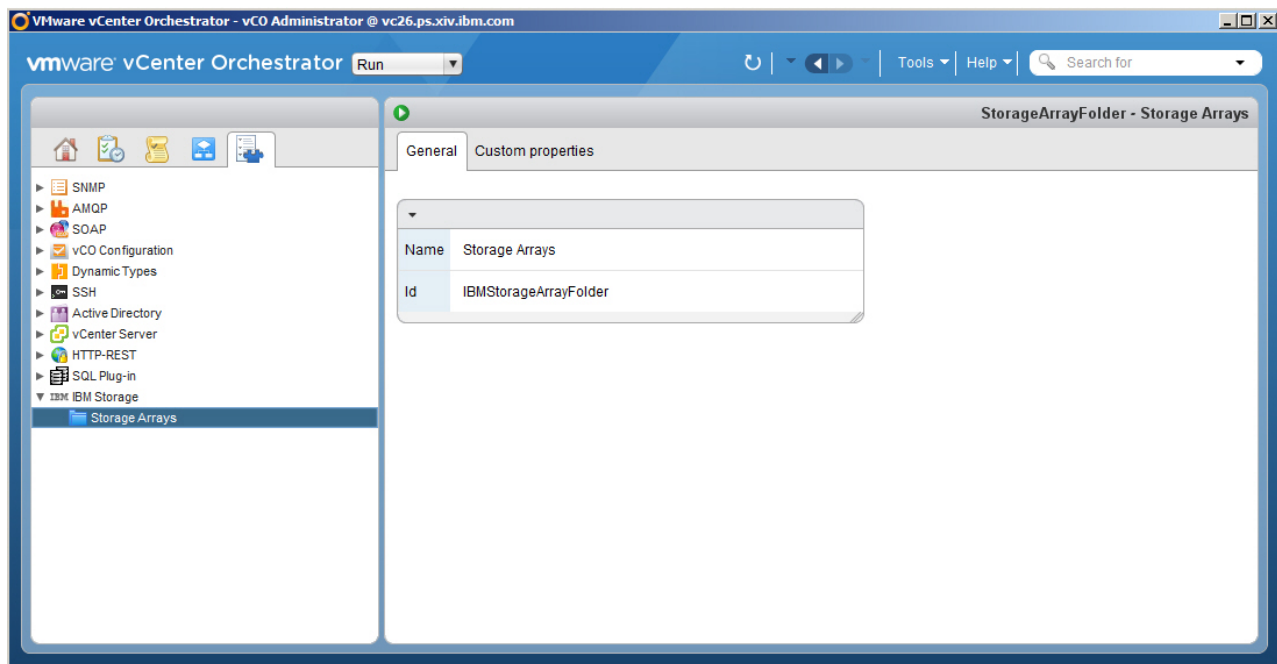 VMware vCenter Orchestrator - vCO Administrator @ vc26.ps.xiv.ibm.com
vmware vCenter Orchestrator Run
Tools Help Search for
StorageArrayFolder - Storage Arrays
General Custom properties
SNMP
AMQP
SOAP
vCO Configuration
Dynamic Types
SSH
Active Directory
vCenter Server
HTTP-REST
SQL Plug-in
IBM IBM Storage
Storage Arrays
Name Storage Arrays
Id IBMStorageArrayFolder